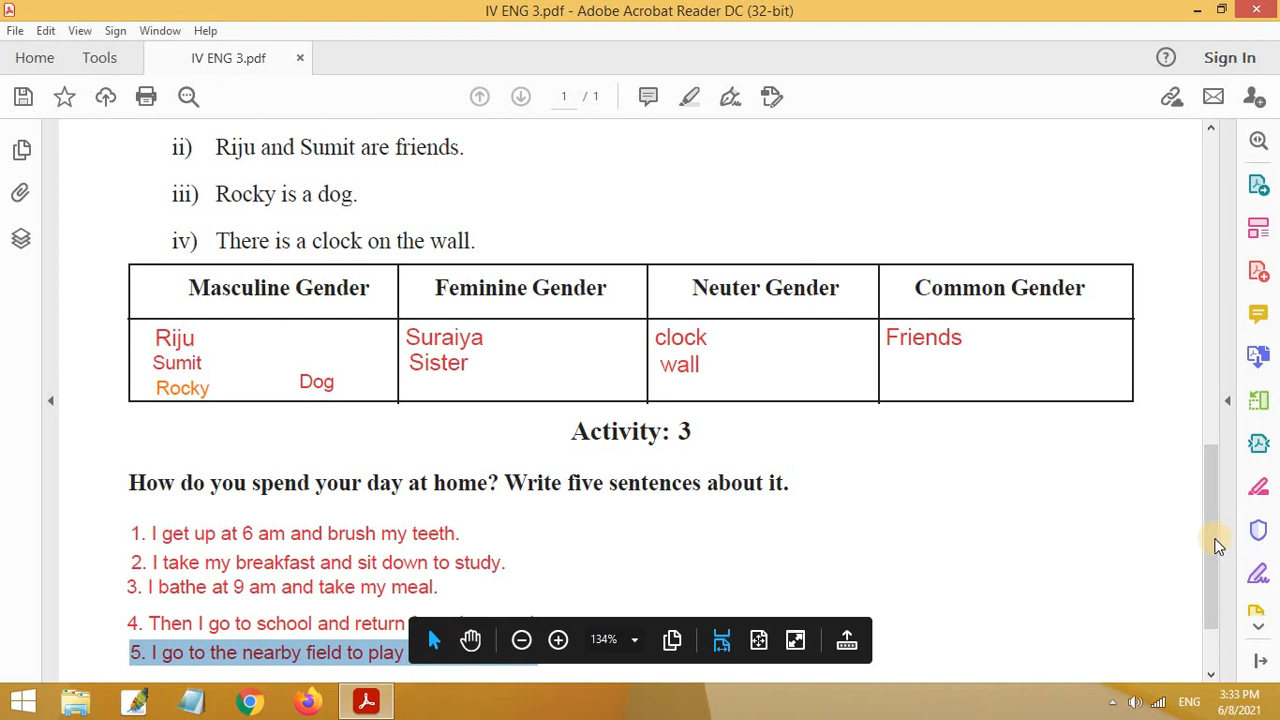 IV ENG 3.pdf - Adobe Acrobat Reader DC (32-bit)
File Edit View Sign Window Help
Home Tools IV ENG 3.pdf × Sign In
1 / 1
ii) Riju and Sumit are friends.
iii) Rocky is a dog.
iv) There is a clock on the wall.
Masculine Gender Feminine Gender Neuter Gender Common Gender
Riju Suraiya clock Friends
Sumit Sister wall
Rocky Dog
Activity: 3
How do you spend your day at home? Write five sentences about it.
1. I get up at 6 am and brush my teeth.
2. I take my breakfast and sit down to study.
3. I bathe at 9 am and take my meal.
4. Then I go to school and return
5. I go to the nearby field to play
134%
ENG 3:33 PM
6/8/2021